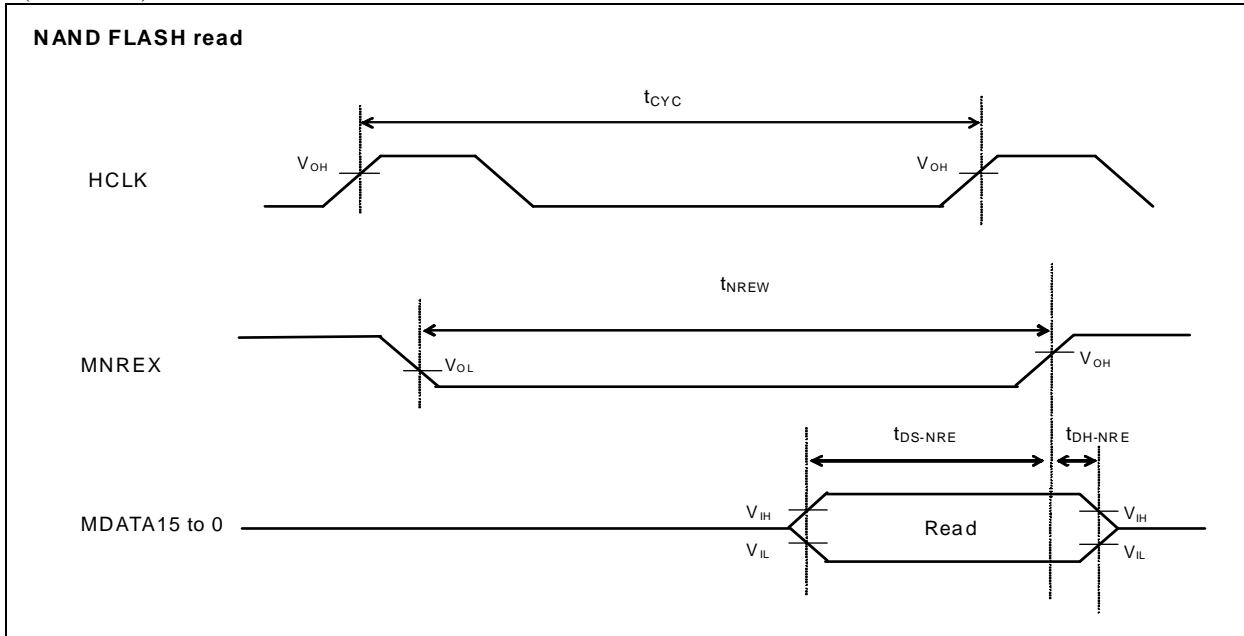 NAND FLASH read
tCYC
VOH
VOH
HCLK
tNREW
MNREX
VOL
VOH
tDS-NRE
tDH-NRE
VIH
VIH
MDATA15 to 0
Read
VIL
VIL